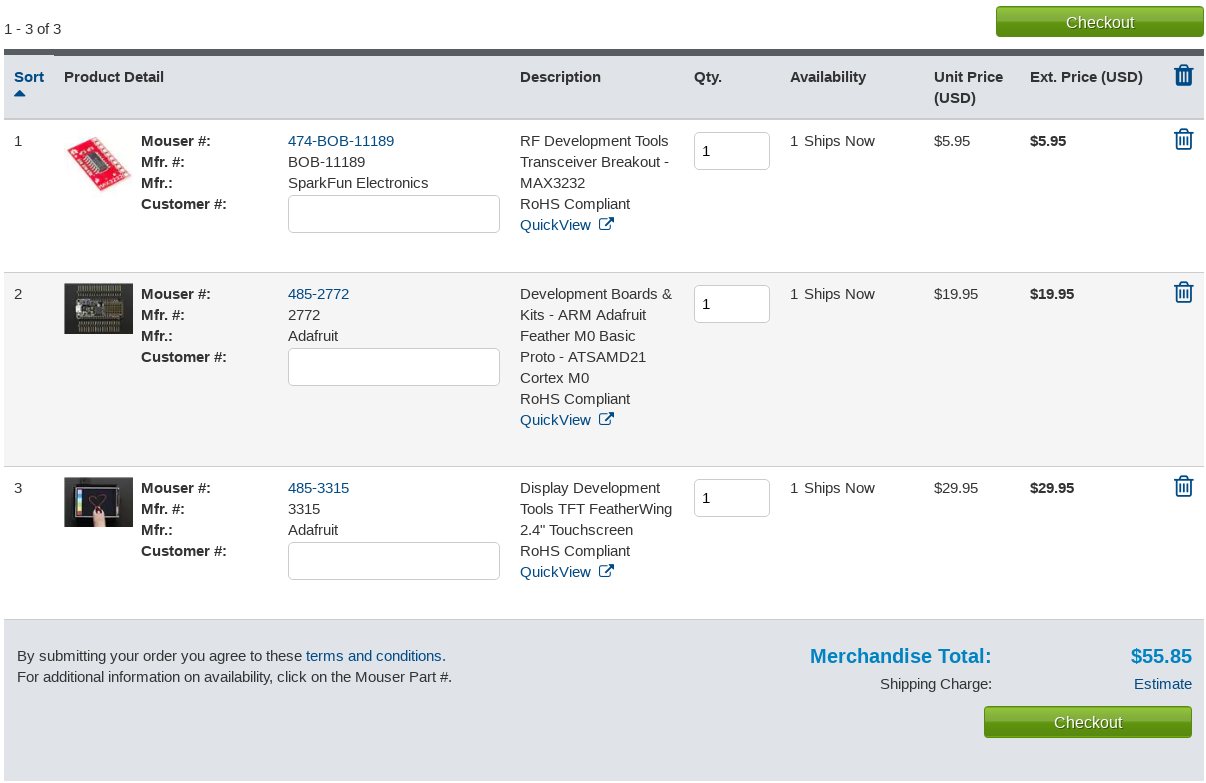 1 - 3 of 3
Checkout
Sort
Product Detail
Description
Qty.
Availability
Unit Price
(USD)
Ext. Price (USD)
1
Mouser #:
474-BOB-11189
Mfr. #:
BOB-11189
Mfr.:
SparkFun Electronics
Customer #:
RF Development Tools
Transceiver Breakout -
MAX3232
RoHS Compliant
QuickView
1
1 Ships Now
$5.95
$5.95
2
Mouser #:
485-2772
Mfr. #:
2772
Mfr.:
Adafruit
Customer #:
Development Boards &
Kits - ARM Adafruit
Feather M0 Basic
Proto - ATSAMD21
Cortex M0
RoHS Compliant
QuickView
1
1 Ships Now
$19.95
$19.95
3
Mouser #:
485-3315
Mfr. #:
3315
Mfr.:
Adafruit
Customer #:
Display Development
Tools TFT FeatherWing
2.4" Touchscreen
RoHS Compliant
QuickView
1
1 Ships Now
$29.95
$29.95
By submitting your order you agree to these terms and conditions.
For additional information on availability, click on the Mouser Part #.
Merchandise Total:
$55.85
Shipping Charge:
Estimate
Checkout